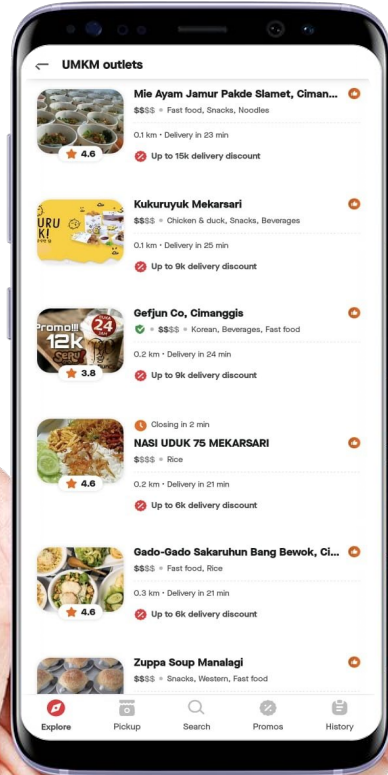 UMKM outlets
Mie Ayam Jamur Pakde Slamet, Ciman...
$$$$ • Fast food, Snacks, Noodles
0.1 km • Delivery in 23 min
4.6
Up to 15k delivery discount
Kukuruyuk Mekarsari
$$$$ • Chicken & duck, Snacks, Beverages
URU
K!
0.1 km • Delivery in 25 min
Up to 9k delivery discount
Gefjun Co, Cimanggis
Promo!!!
12k
SERU
24
$$$$ • Korean, Beverages, Fast food
0.2 km • Delivery in 24 min
3.8
Up to 9k delivery discount
Closing in 2 min
NASI UDUK 75 MEKARSARI
$$$$ • Rice
0.2 km • Delivery in 21 min
4.6
Up to 6k delivery discount
Gado-Gado Sakaruhun Bang Bewok, Ci...
$$$$ • Fast food, Rice
0.3 km • Delivery in 21 min
4.6
Up to 6k delivery discount
Zuppa Soup Manalagi
$$$$ • Snacks, Western, Fast food
Explore
Pickup
Search
Promos
History